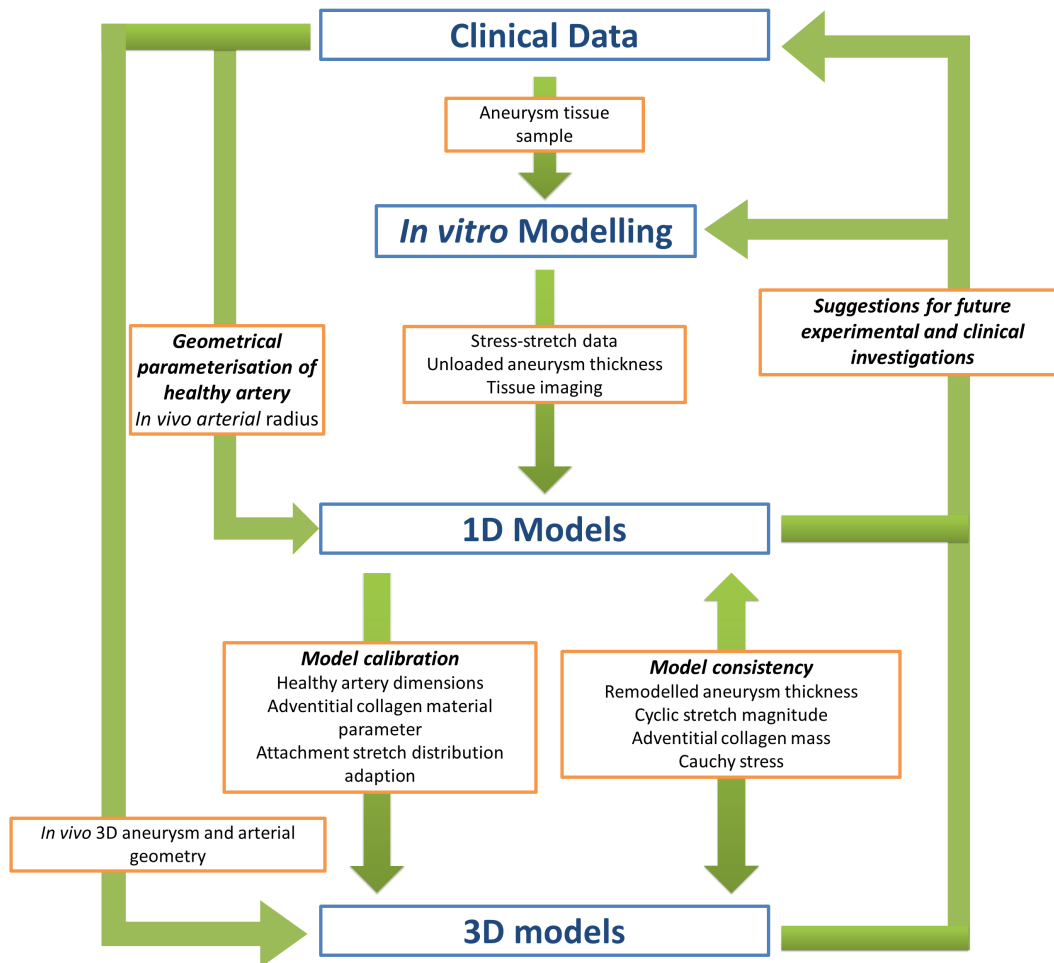 Clinical Data
Aneurysm tissue
sample
In vitro Modelling
Geometrical
parameterisation of
healthy artery
In vivo arterial radius
Stress-stretch data
Unloaded aneurysm thickness
Tissue imaging
Suggestions for future
experimental and clinical
investigations
1D Models
Model calibration
Healthy artery dimensions
Adventitial collagen material
parameter
Attachment stretch distribution
adaption
Model consistency
Remodelled aneurysm thickness
Cyclic stretch magnitude
Adventitial collagen mass
Cauchy stress
In vivo 3D aneurysm and arterial
geometry
3D models